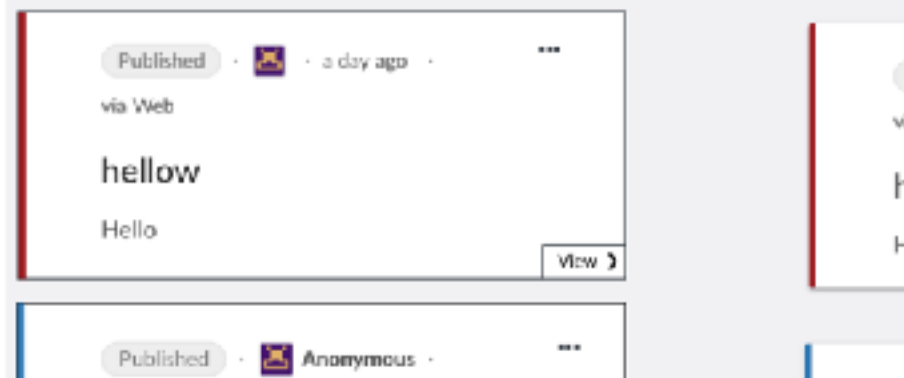 Published · · a day ago ·
via Web
hellow
Hello
View
Published · Anonymous ·